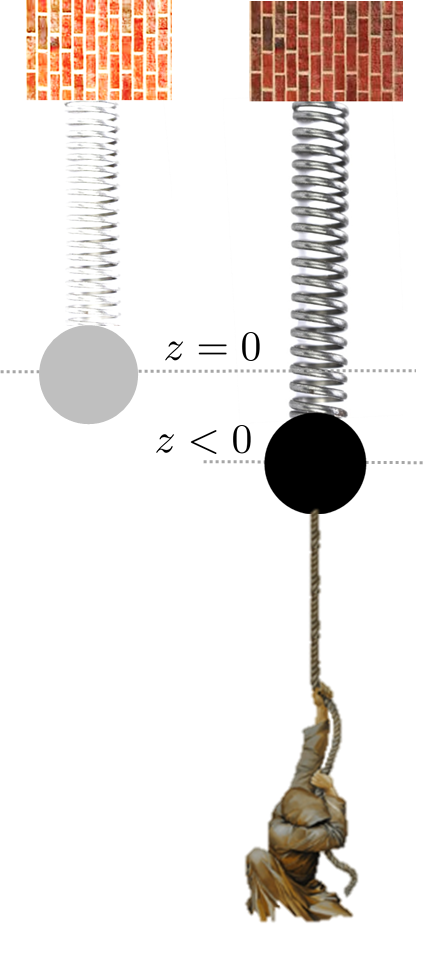 z = 0
z < 0